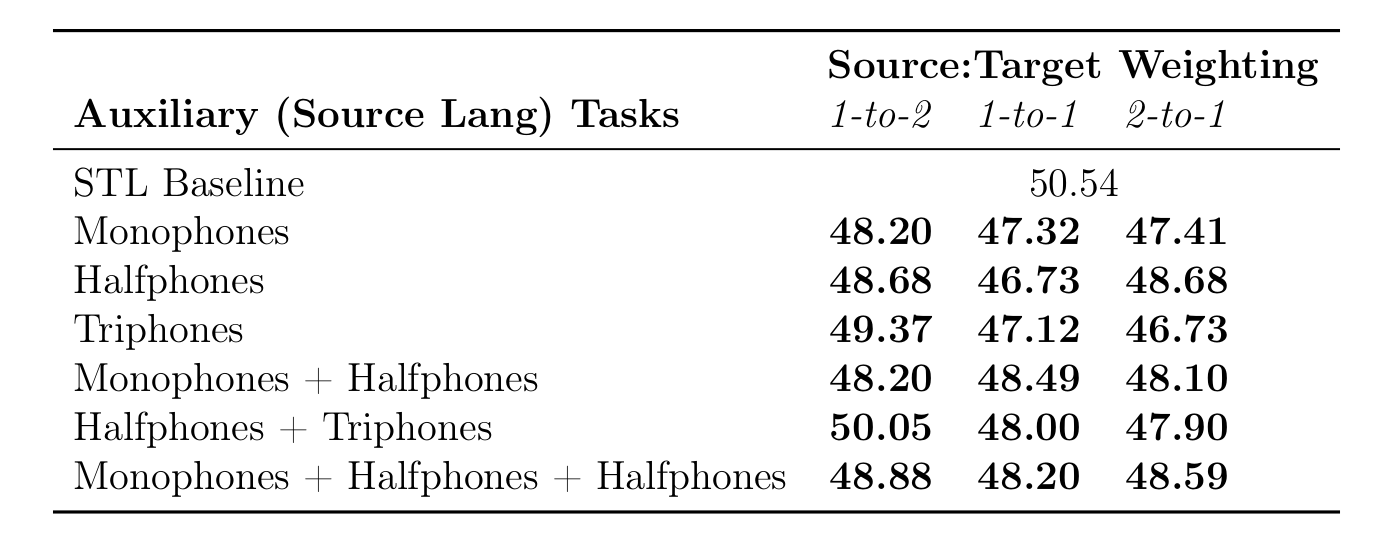 Source:Target Weighting
Auxiliary (Source Lang) Tasks 1-to-2 1-to-1 2-to-1
STL Baseline 50.54
Monophones 48.20 47.32 47.41
Halfphones 48.68 46.73 48.68
Triphones 49.37 47.12 46.73
Monophones + Halfphones 48.20 48.49 48.10
Halfphones + Triphones 50.05 48.00 47.90
Monophones + Halfphones + Halfphones 48.88 48.20 48.59